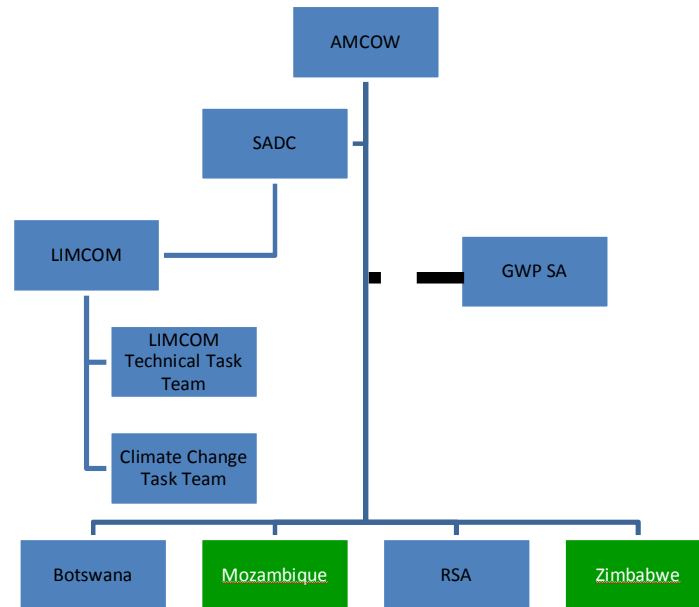 AMCOW
SADC
LIMCOM
GWP SA
LIMCOM
Technical Task
Team
Climate Change
Task Team
Botswana
Mozambique
RSA
Zimbabwe